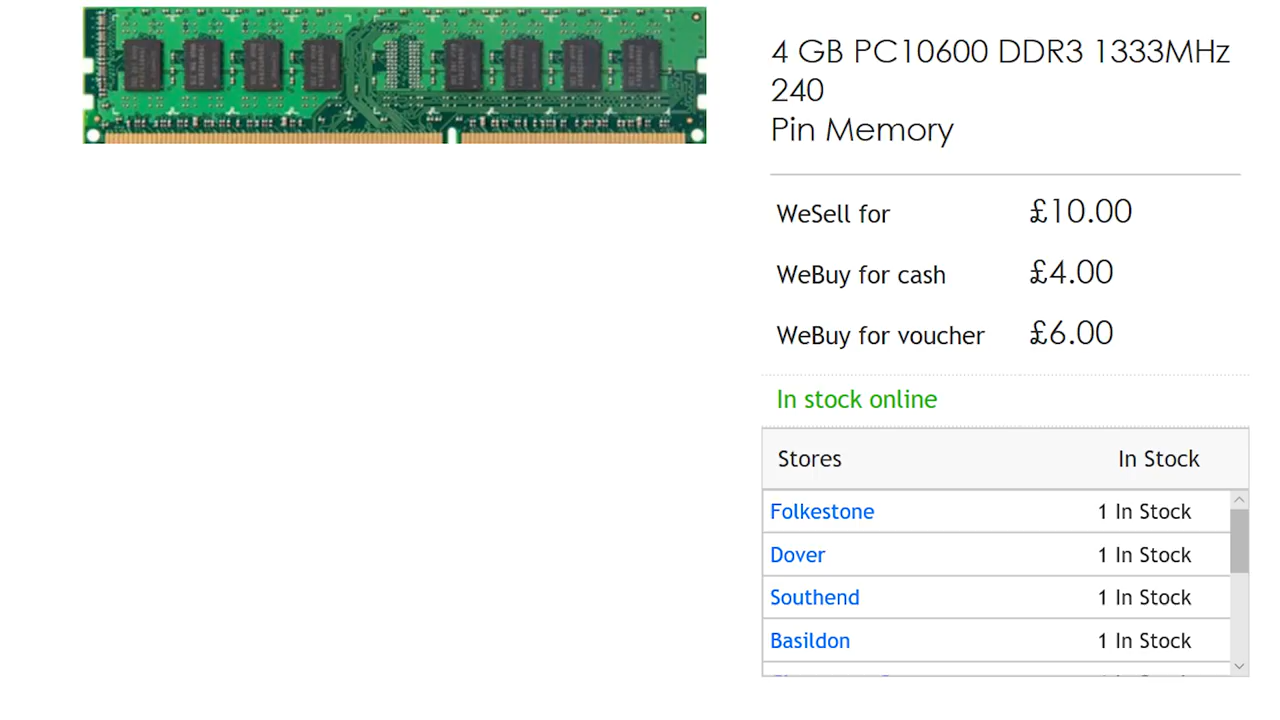 4 GB PC10600 DDR3 1333MHz
240
Pin Memory
WeSell for £10.00
WeBuy for cash £4.00
WeBuy for voucher £6.00
In stock online
Stores In Stock
Folkestone 1 In Stock
Dover 1 In Stock
Southend 1 In Stock
Basildon 1 In Stock